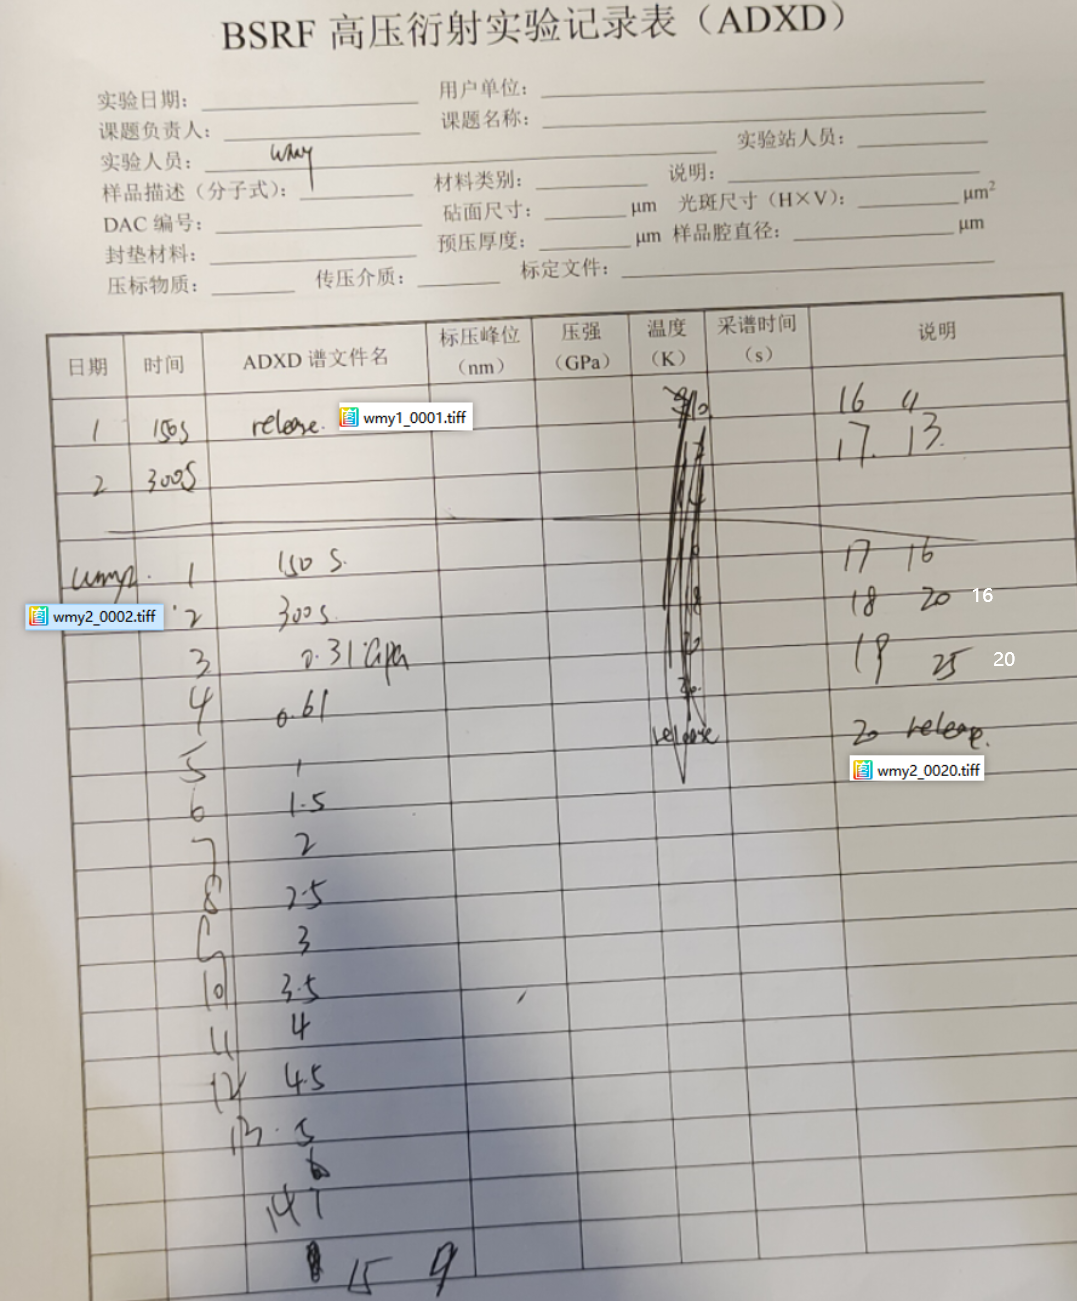 BSRF 高压衍射实验记录表（ADXD）
实验日期： 用户单位：
课题负责人： 课题名称：
实验人员： wmy 实验站人员：
样品描述（分子式）： 材料类别： 说明：
DAC 编号： 砧面尺寸： μm 光斑尺寸（H×V）： μm²
封垫材料： 预压厚度： μm 样品腔直径： μm
压标物质： 传压介质： 标定文件：
日期 时间 ADXD 谱文件名 标压峰位（nm） 压强（GPa） 温度（K） 采谱时间（s） 说明
1 150s release. wmy1_0001.tiff 16 11
2 300s 17. 13.
wmy2. 1 150 s. 17 16
wmy2_0002.tiff 2 300s. 18 20 16
3 0.31 Gpa 19 25 20
4 0.61
release 20 release.
5 1 wmy2_0020.tiff
6 1.5
7 2
8 2.5
9 3
10 3.5
11 4
12 4.5
13. 5
14 7
15 9